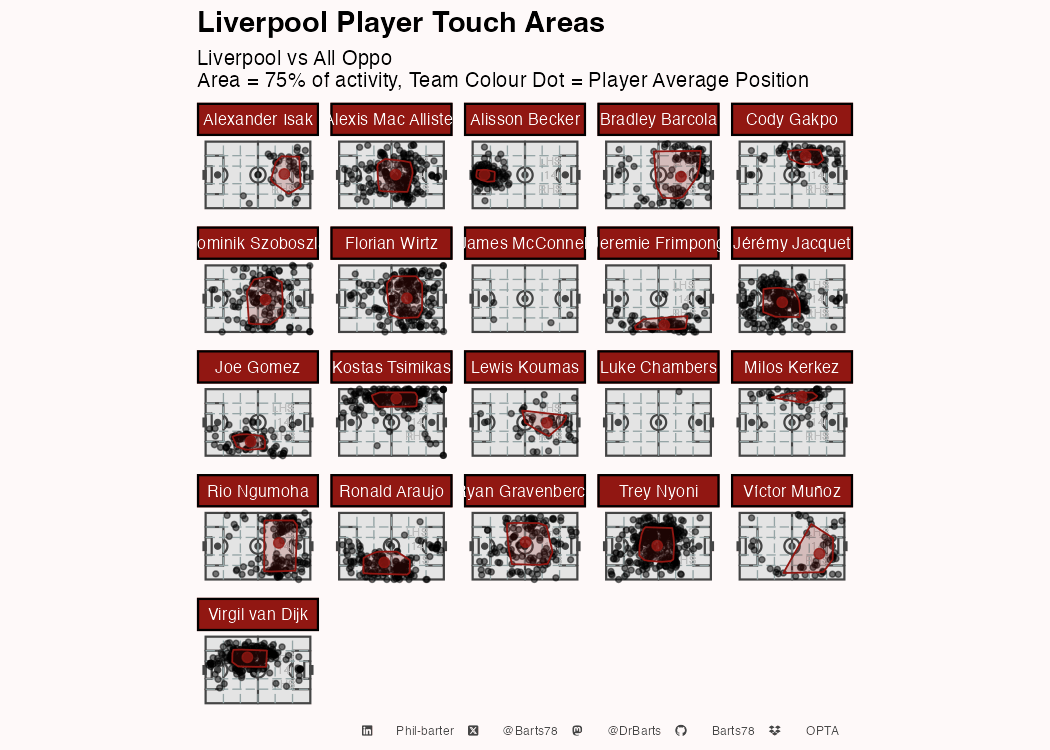 Liverpool Player Touch Areas
Liverpool vs All Oppo
Area = 75% of activity, Team Colour Dot = Player Average Position
Alexander Isak
Alexis Mac Alliste
Alisson Becker
Bradley Barcola
Cody Gakpo
ominik Szoboszl
Florian Wirtz
James McConnel
Jeremie Frimpong
Jérémy Jacquet
Joe Gomez
Kostas Tsimikas
Lewis Koumas
Luke Chambers
Milos Kerkez
Rio Ngumoha
Ronald Araujo
Ryan Gravenberc
Trey Nyoni
Víctor Muñoz
Virgil van Dijk
Phil-barter @Barts78 @DrBarts Barts78 OPTA